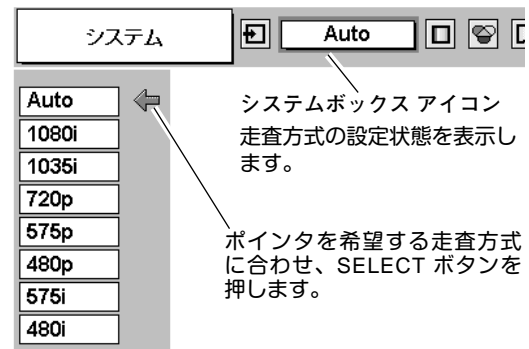 システム
Auto
システムボックス アイコン
走査方式の設定状態を表示し
ます。
Auto
1080i
1035i
720p
575p
480p
575i
480i
ポインタを希望する走査方式
に合わせ、SELECT ボタンを
押します。